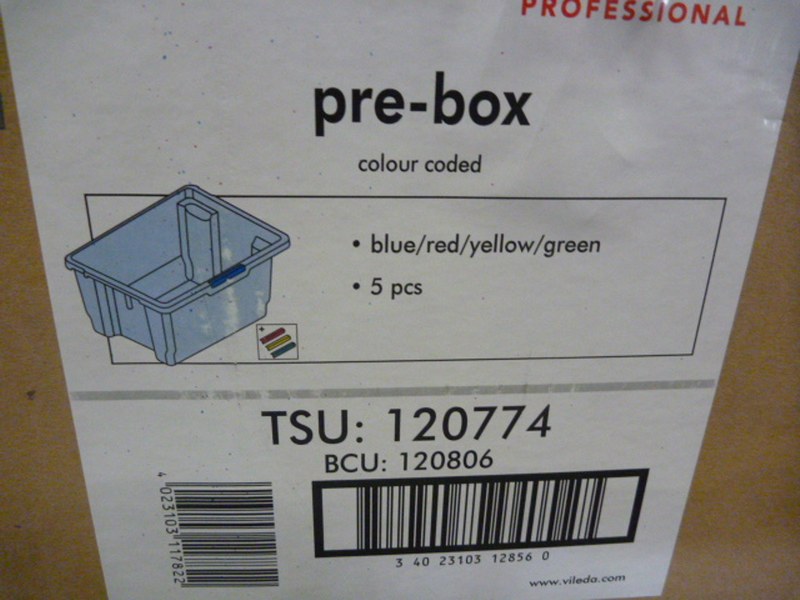 PROFESSIONAL
pre-box
colour coded
• blue/red/yellow/green
• 5 pcs
TSU: 120774
BCU: 120806
4 023103 117822
3 40 23103 12856 0
www.vileda.com